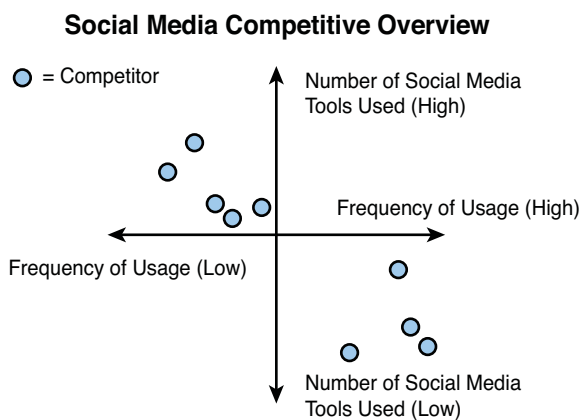 Social Media Competitive Overview
= Competitor
Number of Social Media
Tools Used (High)
Frequency of Usage (High)
Frequency of Usage (Low)
Number of Social Media
Tools Used (Low)